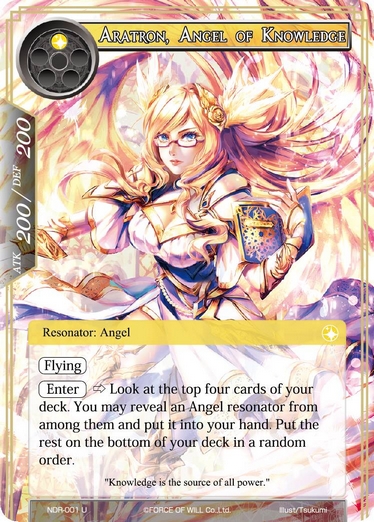 Aratron, Angel of Knowledge
ATK 200 / DEF 200
Resonator: Angel
Flying
Enter ⇨ Look at the top four cards of your
deck. You may reveal an Angel resonator from
among them and put it into your hand. Put the
rest on the bottom of your deck in a random
order.
"Knowledge is the source of all power."
NDR-001 U ©FORCE OF WILL Co.,Ltd. Illust/Tsukumi